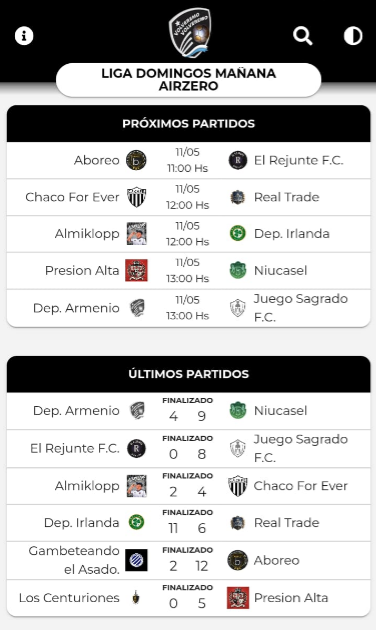 VOLVEREMO
VOLVEREMO
LIGA DOMINGOS MAÑANA
AIRZERO
PRÓXIMOS PARTIDOS
Aboreo 11/05 El Rejunte F.C.
11:00 Hs
Chaco For Ever 11/05 Real Trade
12:00 Hs
Almiklopp 11/05 Dep. Irlanda
12:00 Hs
Presion Alta 11/05 Niucasel
13:00 Hs
Dep. Armenio 11/05 Juego Sagrado
13:00 Hs F.C.
ÚLTIMOS PARTIDOS
FINALIZADO
Dep. Armenio 4 9 Niucasel
FINALIZADO
El Rejunte F.C. 0 8 Juego Sagrado
F.C.
FINALIZADO
Almiklopp 2 4 Chaco For Ever
FINALIZADO
Dep. Irlanda 11 6 Real Trade
Gambeteando FINALIZADO
el Asado. 2 12 Aboreo
FINALIZADO
Los Centuriones 0 5 Presion Alta